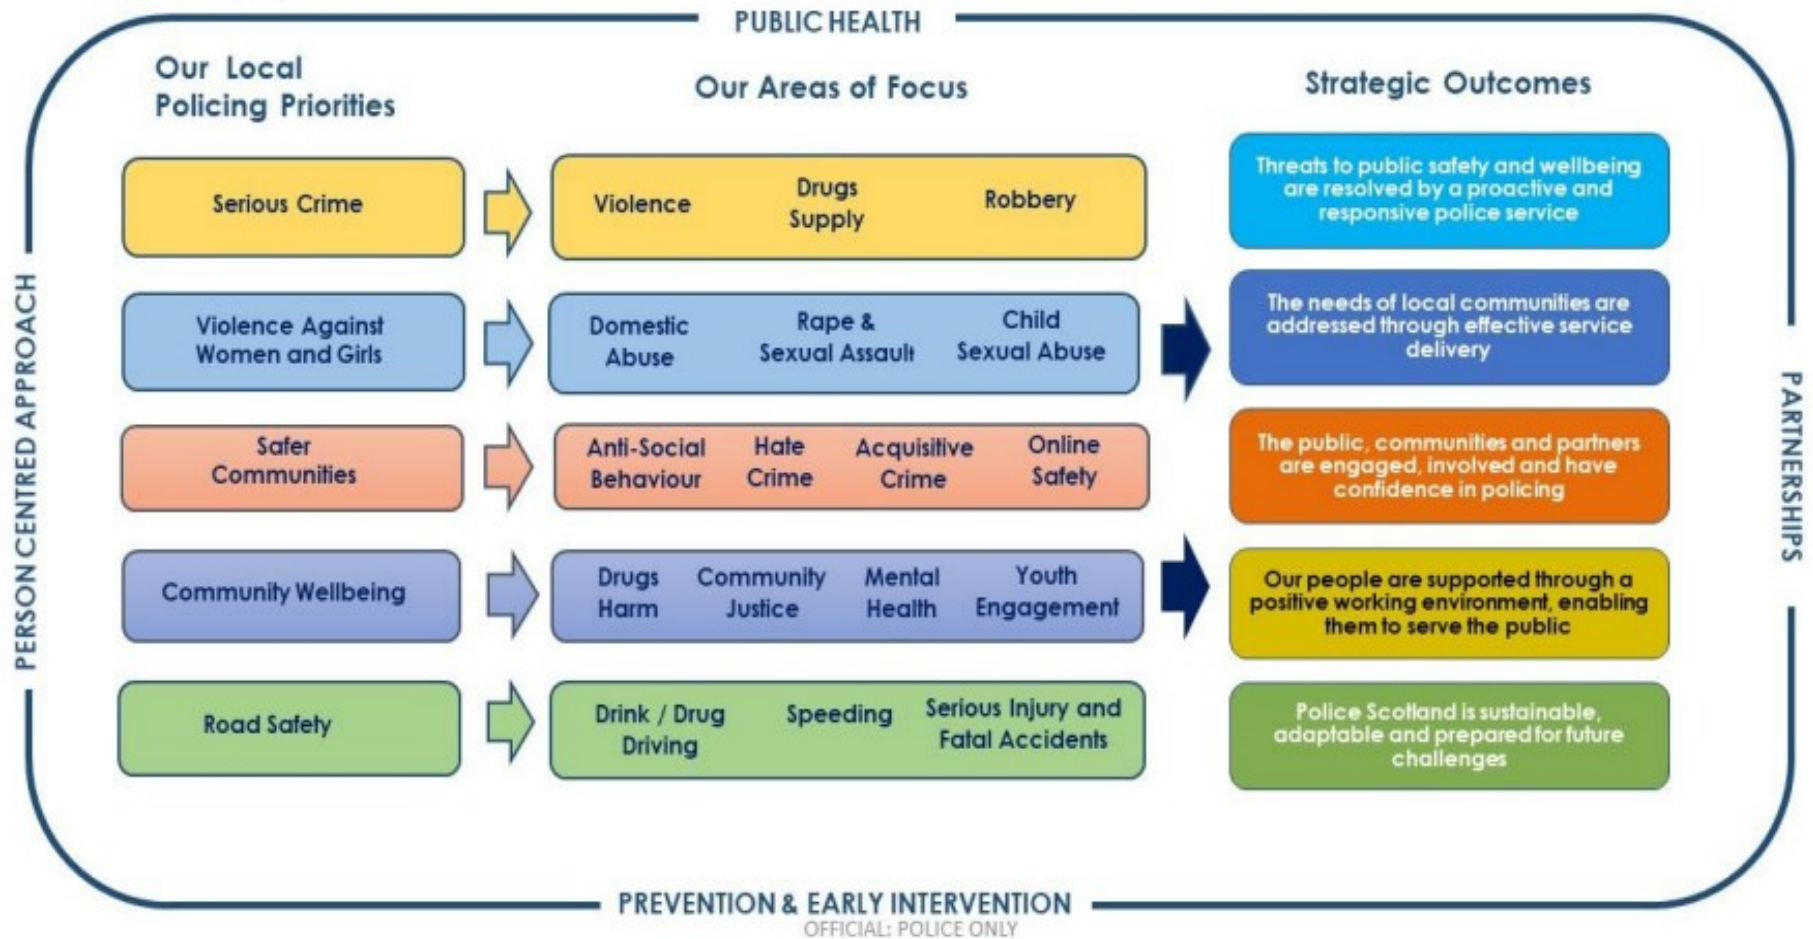 PUBLIC HEALTH
Our Local
Policing Priorities
Our Areas of Focus
Strategic Outcomes
Serious Crime
Violence
Drugs
Supply
Robbery
Threats to public safety and wellbeing
are resolved by a proactive and
responsive police service
Violence Against
Women and Girls
Domestic
Abuse
Rape &
Sexual Assault
Child
Sexual Abuse
The needs of local communities are
addressed through effective service
delivery
Safer
Communities
Anti-Social
Behaviour
Hate
Crime
Acquisitive
Crime
Online
Safety
The public, communities and partners
are engaged, involved and have
confidence in policing
Community Wellbeing
Drugs
Harm
Community
Justice
Mental
Health
Youth
Engagement
Our people are supported through a
positive working environment, enabling
them to serve the public
Road Safety
Drink / Drug
Driving
Speeding
Serious Injury and
Fatal Accidents
Police Scotland is sustainable,
adaptable and prepared for future
challenges
PERSON CENTRED APPROACH
PARTNERSHIPS
PREVENTION & EARLY INTERVENTION
OFFICIAL: POLICE ONLY